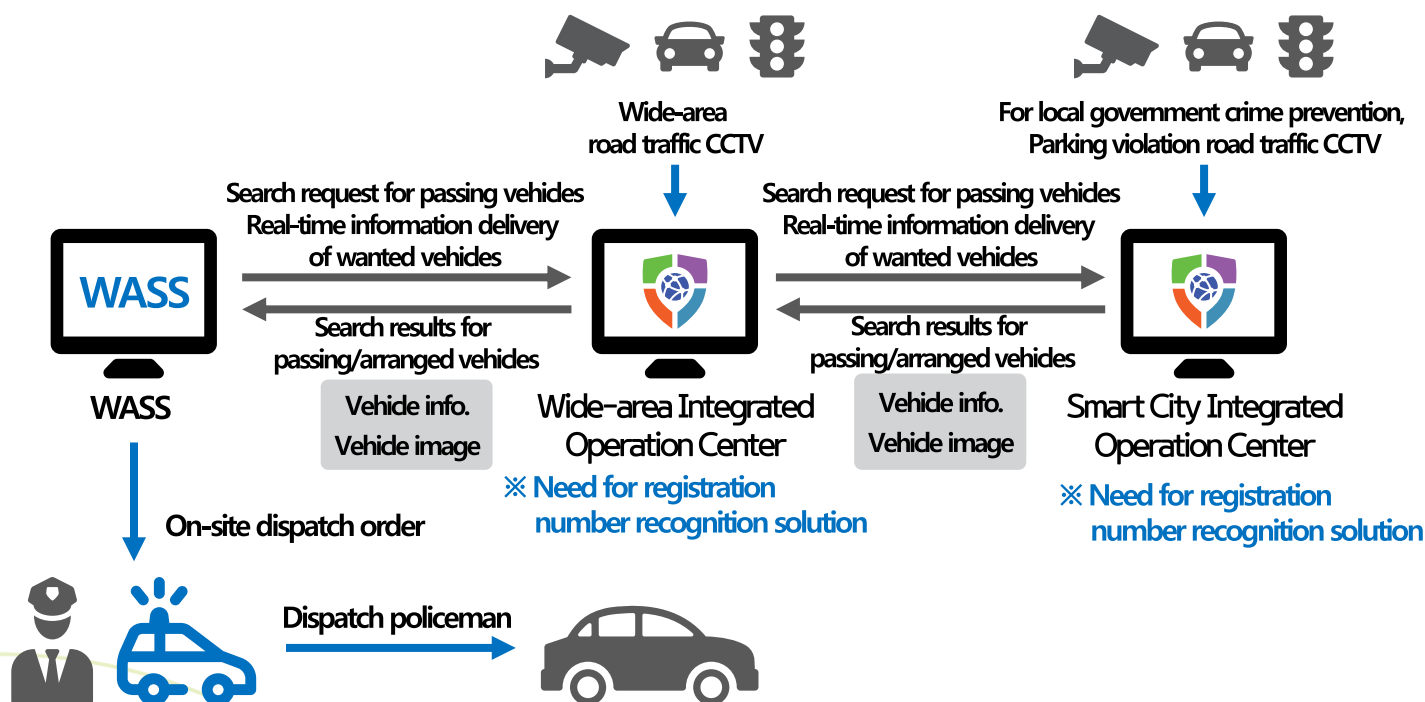 Wide-area
road traffic CCTV
For local government crime prevention,
Parking violation road traffic CCTV
Search request for passing vehicles
Real-time information delivery
of wanted vehicles
Search request for passing vehicles
Real-time information delivery
of wanted vehicles
WASS
Search results for
passing/arranged vehicles
Search results for
passing/arranged vehicles
WASS
Vehicle info.
Vehicle image
Wide-area Integrated
Operation Center
Vehicle info.
Vehicle image
Smart City Integrated
Operation Center
※ Need for registration
number recognition solution
※ Need for registration
number recognition solution
On-site dispatch order
Dispatch policeman